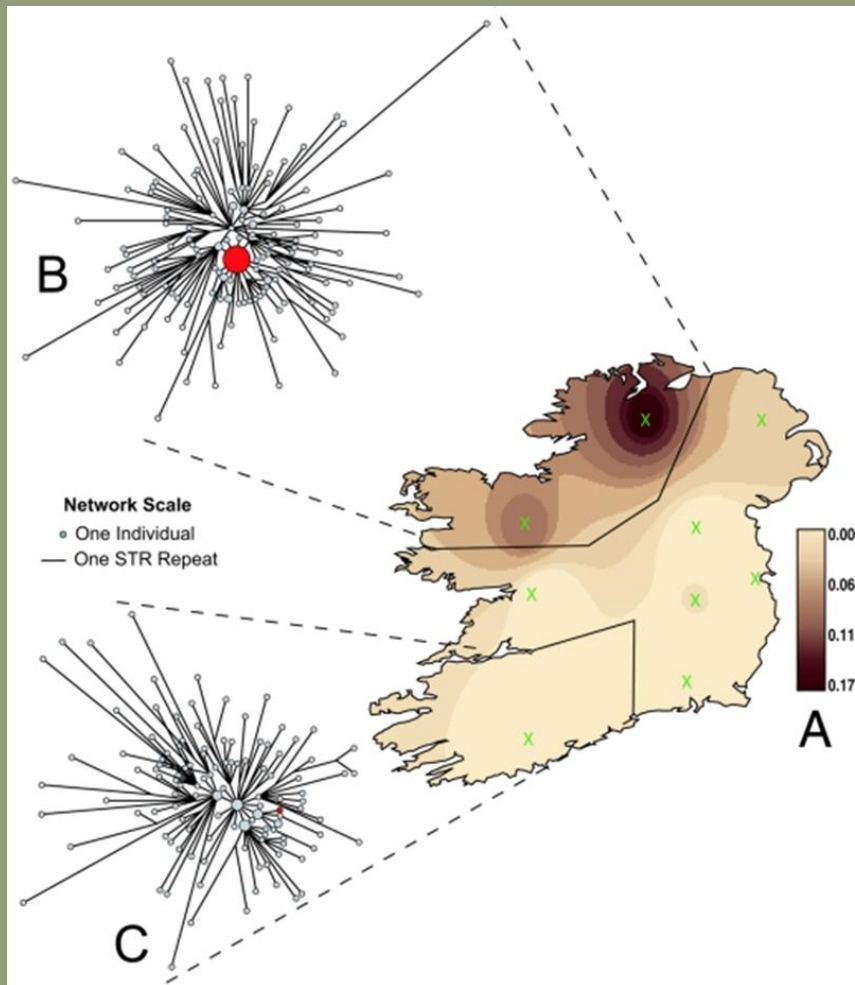 B
Network Scale
One Individual
One STR Repeat
X
X
X
X
X
X
X
X
X
0.00
0.06
0.11
0.17
A
C